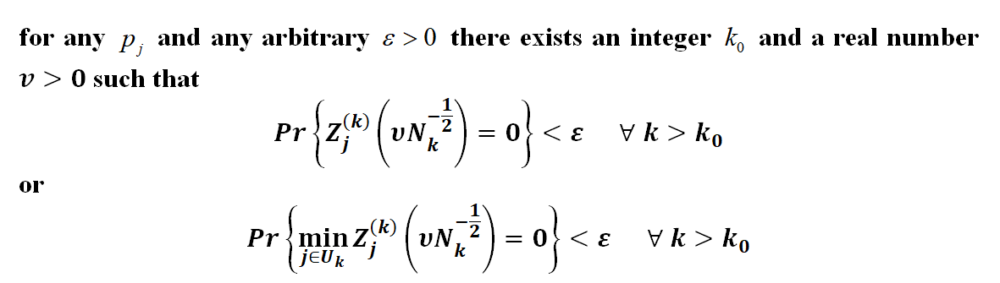 for any p_j and any arbitrary ε > 0 there exists an integer k_0 and a real number
υ > 0 such that
Pr{Z_j^{(k)}(υN_k^{-1/2}) = 0} < ε ∀ k > k_0
or
Pr{min_{j∈U_k} Z_j^{(k)}(υN_k^{-1/2}) = 0} < ε ∀ k > k_0